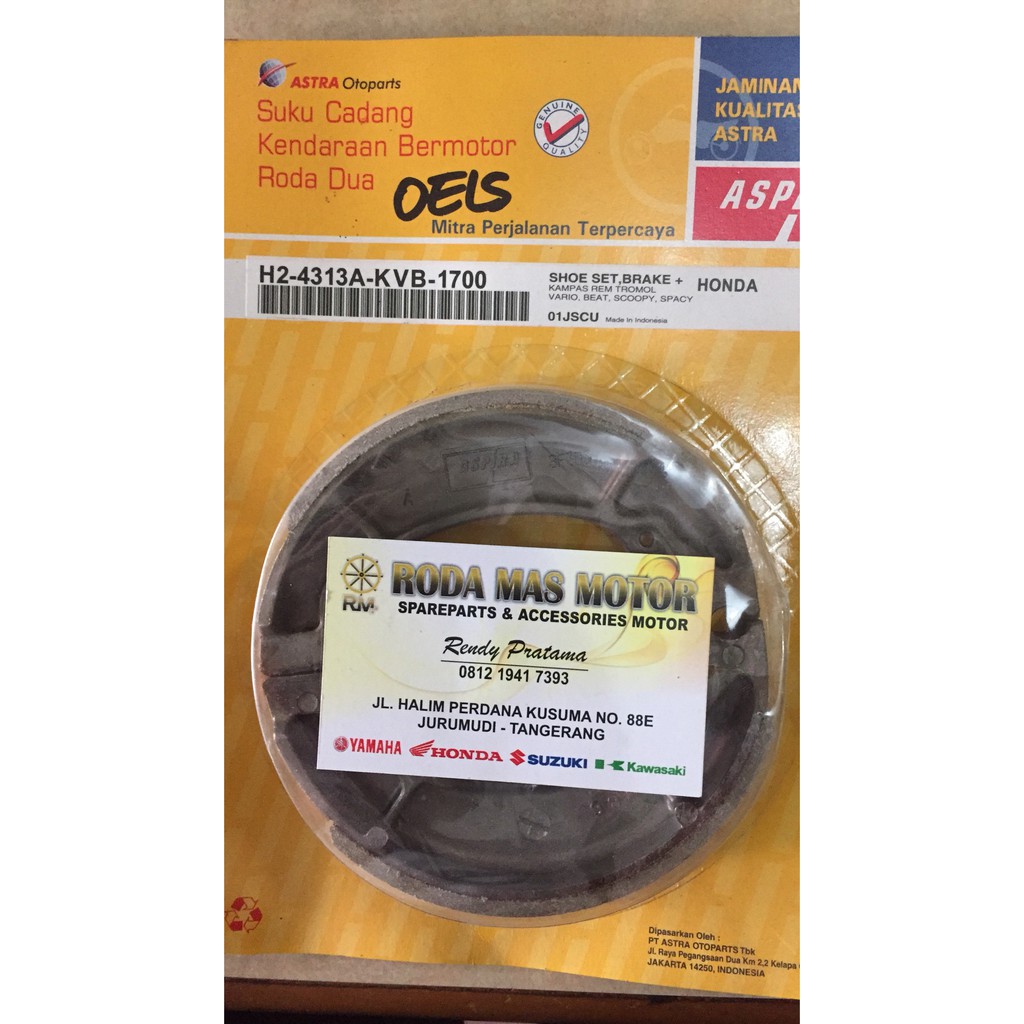 ASTRA Otoparts
Suku Cadang
Kendaraan Bermotor
Roda Dua
OEIS
Mitra Perjalanan Terpercaya
GENUINE
QUALITY
JAMINAN
KUALITAS
ASTRA
H2-4313A-KVB-1700
SHOE SET,BRAKE +
HONDA
KAMPAS REM TROMOL
VARIO, BEAT, SCOOPY, SPACY
01JSCU Made in Indonesia
A
RODA MAS MOTOR
RM
SPAREPARTS & ACCESSORIES MOTOR
Rendy Pratama
0812 1941 7393
JL. HALIM PERDANA KUSUMA NO. 88E
JURUMUDI - TANGERANG
YAMAHA HONDA SUZUKI Kawasaki
Dipasarkan Oleh :
PT ASTRA OTOPARTS Tbk
Jl. Raya Pegangsaan Dua Km 2,2 Kelapa
JAKARTA 14250, INDONESIA